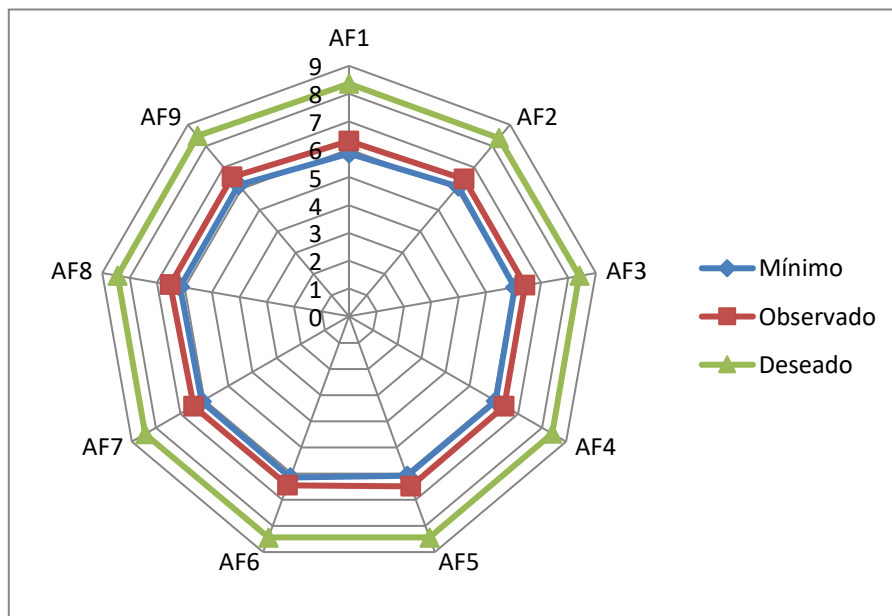 AF1
AF2
AF3
AF4
AF5
AF6
AF7
AF8
AF9
9
8
7
6
5
4
3
2
1
0
Mínimo
Observado
Deseado